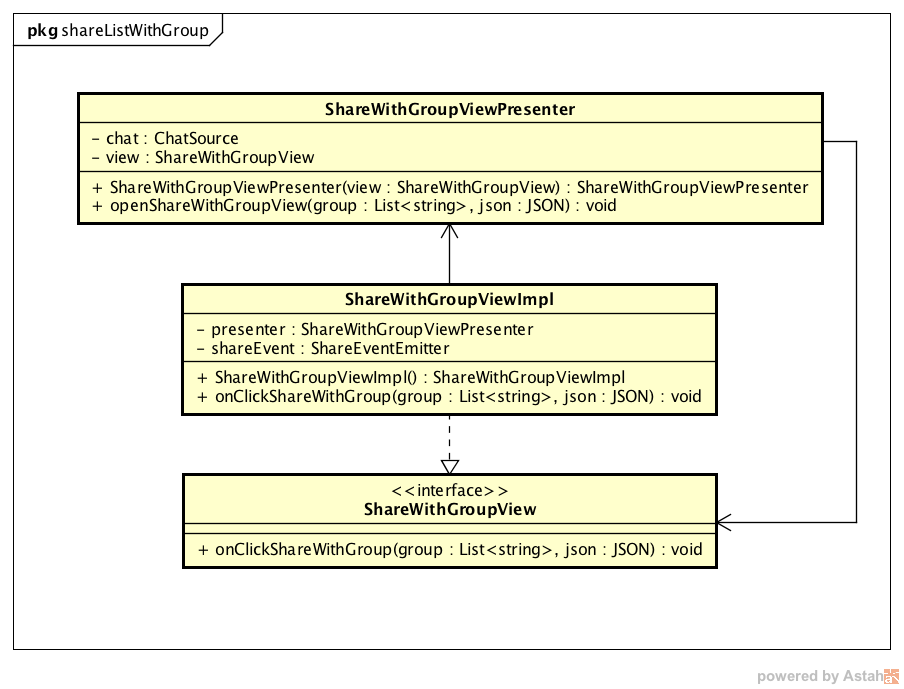 pkg shareListWithGroup
ShareWithGroupViewPresenter
- chat : ChatSource
- view : ShareWithGroupView
+ ShareWithGroupViewPresenter(view : ShareWithGroupView) : ShareWithGroupViewPresenter
+ openShareWithGroupView(group : List<string>, json : JSON) : void
ShareWithGroupViewImpl
- presenter : ShareWithGroupViewPresenter
- shareEvent : ShareEventEmitter
+ ShareWithGroupViewImpl() : ShareWithGroupViewImpl
+ onClickShareWithGroup(group : List<string>, json : JSON) : void
<<interface>>
ShareWithGroupView
+ onClickShareWithGroup(group : List<string>, json : JSON) : void
powered by Astah